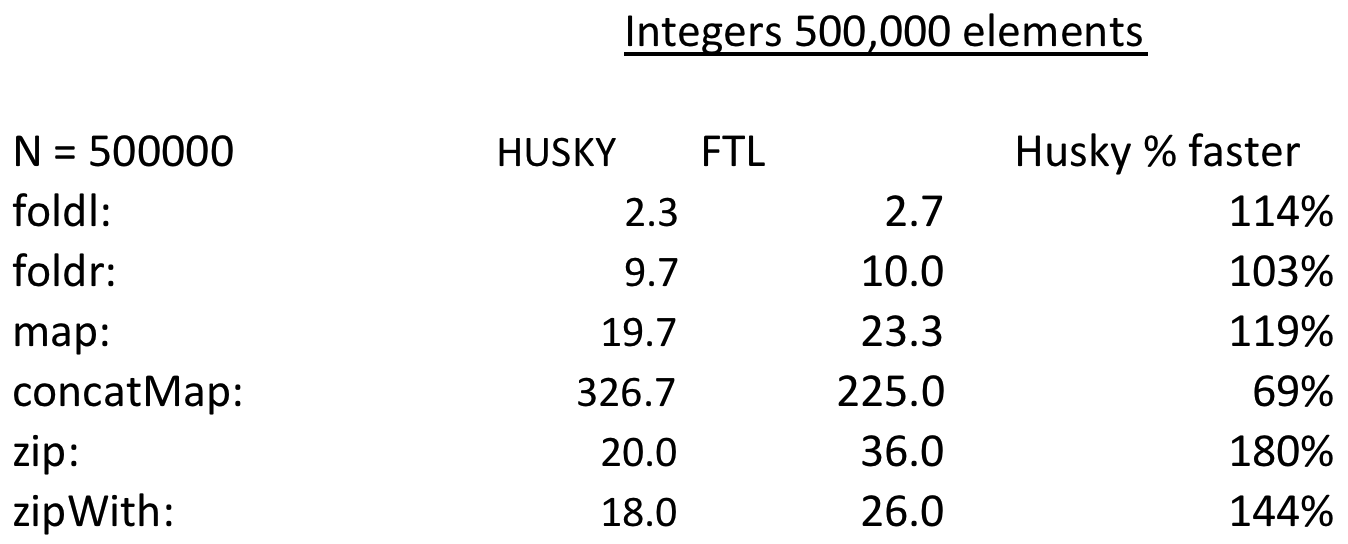 Integers 500,000 elements
N = 500000 HUSKY FTL Husky % faster
foldl: 2.3 2.7 114%
foldr: 9.7 10.0 103%
map: 19.7 23.3 119%
concatMap: 326.7 225.0 69%
zip: 20.0 36.0 180%
zipWith: 18.0 26.0 144%